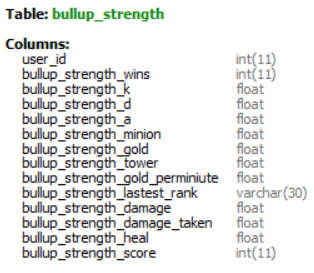 Table: bullup_strength
Columns:
user_id int(11)
bullup_strength_wins int(11)
bullup_strength_k float
bullup_strength_d float
bullup_strength_a float
bullup_strength_minion float
bullup_strength_gold float
bullup_strength_tower float
bullup_strength_gold_perminiute float
bullup_strength_lastest_rank varchar(30)
bullup_strength_damage float
bullup_strength_damage_taken float
bullup_strength_heal float
bullup_strength_score int(11)